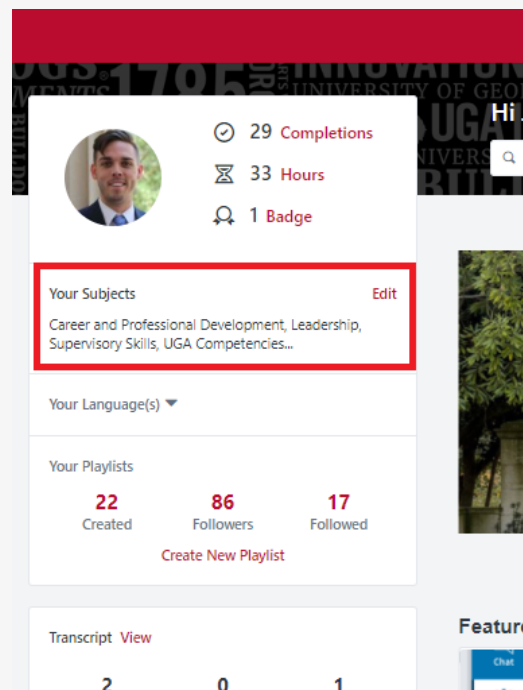 1785
INNOVATION
UNIVERSITY OF GEO
UGA
Hi
29 Completions
33 Hours
1 Badge
Your Subjects
Edit
Career and Professional Development, Leadership,
Supervisory Skills, UGA Competencies...
Your Language(s)
Your Playlists
22
86
17
Created
Followers
Followed
Create New Playlist
Transcript View
2
0
1
Feature
Chat